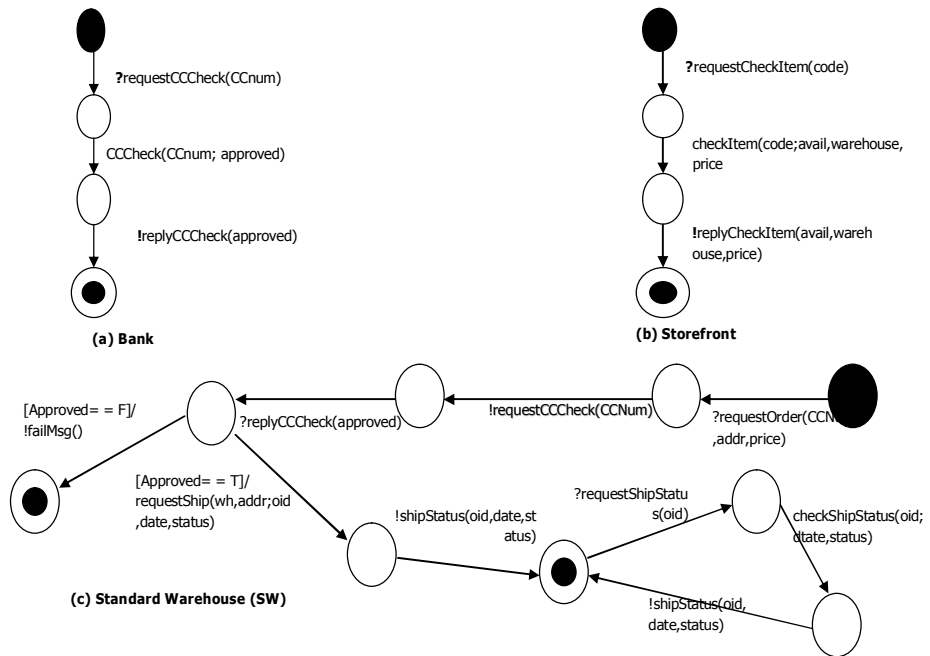 ?requestCCCheck(CCnum)
CCCheck(CCnum; approved)
!replyCCCheck(approved)
(a) Bank
?requestCheckItem(code)
checkItem(code;avail,warehouse,
price
!replyCheckItem(avail,wareh
ouse,price)
(b) Storefront
[Approved= = F]/
!failMsg()
?replyCCCheck(approved)
!requestCCCheck(CCNum)
?requestOrder(CCN
,addr,price)
[Approved= = T]/
requestShip(wh,addr;oid
,date,status)
!shipStatus(oid,date,st
atus)
?requestShipStatu
s(oid)
checkShipStatus(oid;
dtate,status)
!shipStatus(oid,
date,status)
(c) Standard Warehouse (SW)